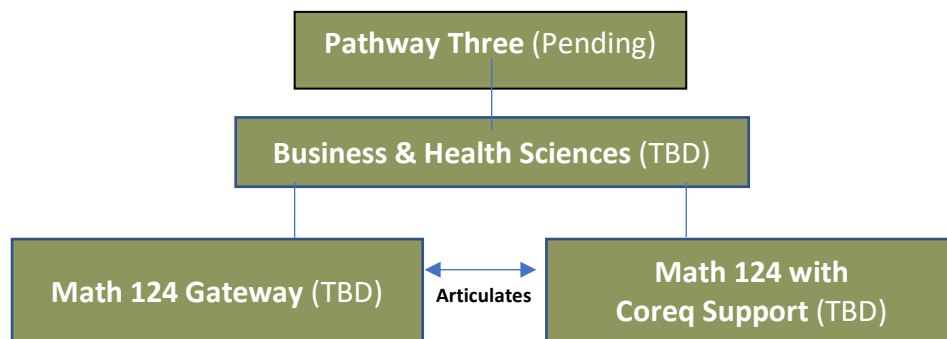 Pathway Three (Pending)
Business & Health Sciences (TBD)
Math 124 Gateway (TBD)
Articulates
Math 124 with
Coreq Support (TBD)